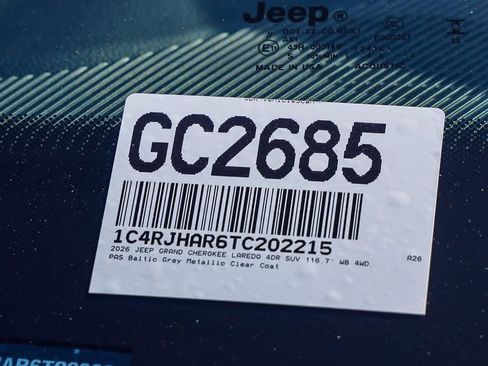 Jeep®
MADE IN USA ACOUSTIC
GC2685
1C4RJHAR6TC202215
2026 JEEP GRAND CHEROKEE LAREDO 4DR SUV 116.7" WB 4WD A26
PAS Baltic Grey Metallic Clear Coat